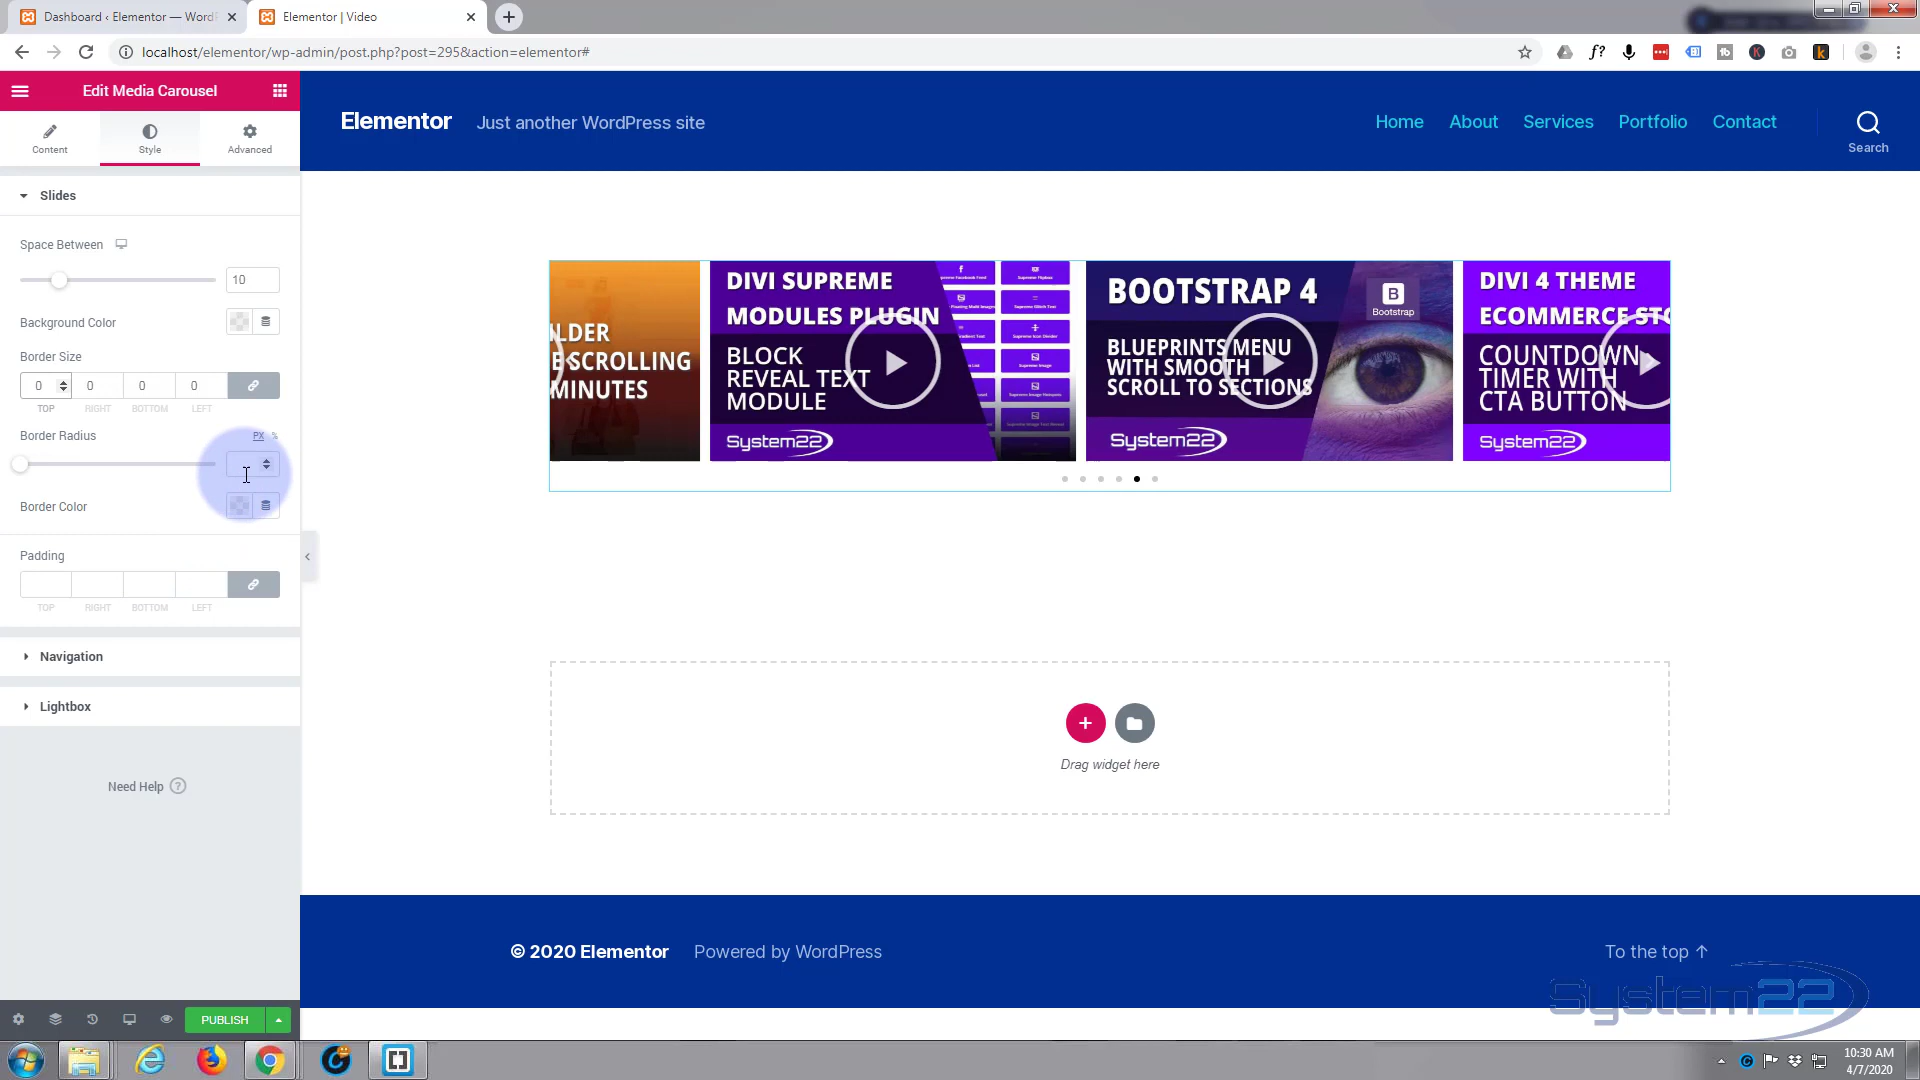 Dashboard ‹ Elementor — WordP
Elementor | Video
localhost/elementor/wp-admin/post.php?post=295&action=elementor#
Edit Media Carousel
Content
Style
Advanced
Slides
Space Between
10
Background Color
Border Size
0 0 0 0
TOP RIGHT BOTTOM LEFT
Border Radius
PX %
Border Color
Padding
TOP RIGHT BOTTOM LEFT
Navigation
Lightbox
Need Help ?
PUBLISH
Elementor Just another WordPress site
Home About Services Portfolio Contact
Search
ILDER
E SCROLLING
MINUTES
DIVI SUPREME
MODULES PLUGIN
BLOCK
REVEAL TEXT
MODULE
System22
BOOTSTRAP 4
B
Bootstrap
BLUEPRINTS MENU
WITH SMOOTH
SCROLL TO SECTIONS
System22
DIVI 4 THEME
ECOMMERCE STO
COUNTDOWN
TIMER WITH
CTA BUTTON
System22
Drag widget here
© 2020 Elementor Powered by WordPress
To the top ↑
System22
10:30 AM
4/7/2020